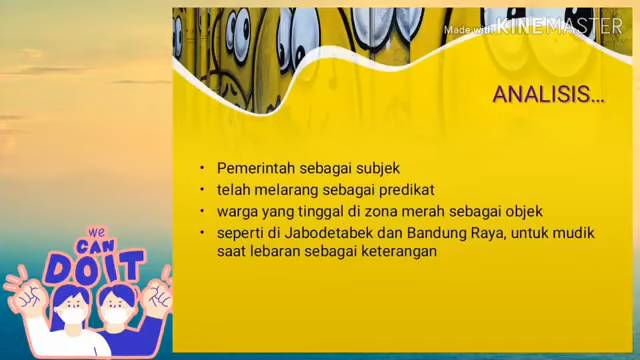 Made with KINEMASTER
ANALISIS...
• Pemerintah sebagai subjek
• telah melarang sebagai predikat
• warga yang tinggal di zona merah sebagai objek
• seperti di Jabodetabek dan Bandung Raya, untuk mudik
saat lebaran sebagai keterangan
we
CAN
DO IT